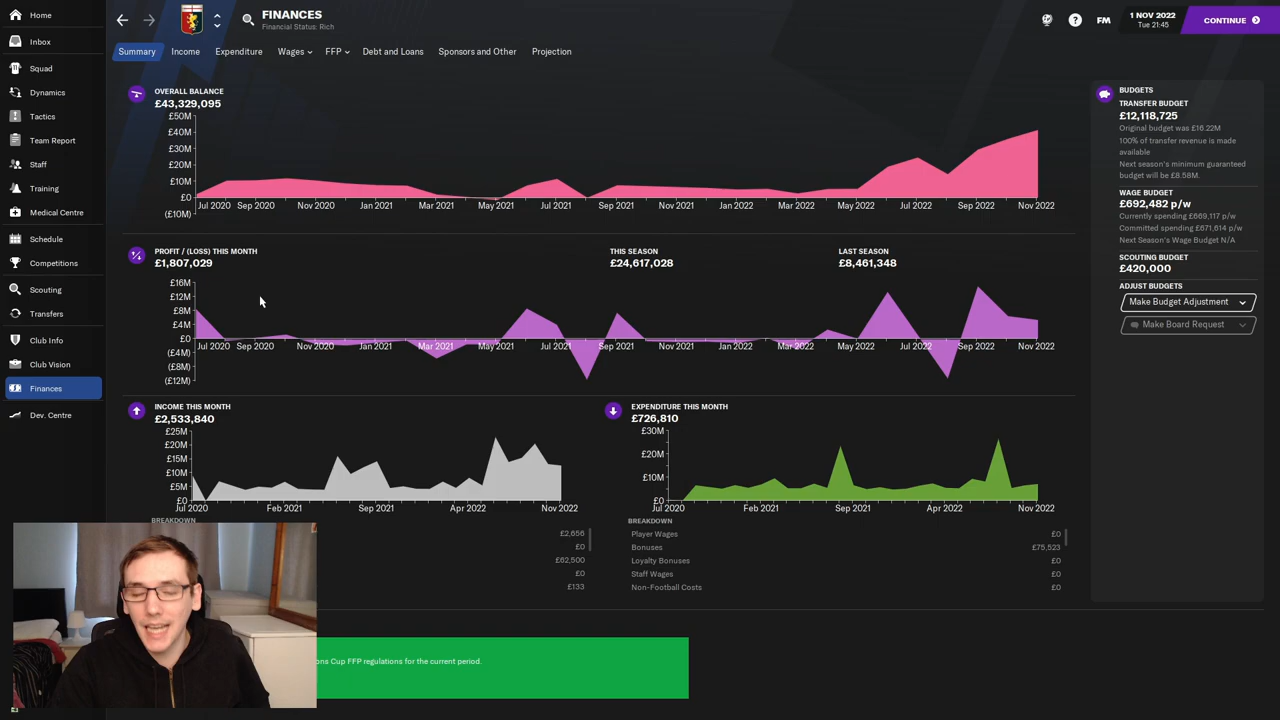 Home
Inbox
Squad
Dynamics
Tactics
Team Report
Staff
Training
Medical Centre
Schedule
Competitions
Scouting
Transfers
Club Info
Club Vision
Finances
Dev. Centre
FINANCES
Financial Status: Rich
?
FM
1 NOV 2022
Tue 21:45
CONTINUE
Summary
Income
Expenditure
Wages
FFP
Debt and Loans
Sponsors and Other
Projection
OVERALL BALANCE
£43,329,095
£50M
£40M
£30M
£20M
£10M
£0
(£10M)
Jul 2020 Sep 2020 Nov 2020 Jan 2021 Mar 2021 May 2021 Jul 2021 Sep 2021 Nov 2021 Jan 2022 Mar 2022 May 2022 Jul 2022 Sep 2022 Nov 2022
PROFIT / (LOSS) THIS MONTH
£1,807,029
THIS SEASON
£24,617,028
LAST SEASON
£8,461,348
£16M
£12M
£8M
£4M
£0
(£4M)
(£8M)
(£12M)
Jul 2020 Sep 2020 Nov 2020 Jan 2021 Mar 2021 May 2021 Jul 2021 Sep 2021 Nov 2021 Jan 2022 Mar 2022 May 2022 Jul 2022 Sep 2022 Nov 2022
INCOME THIS MONTH
£2,533,840
£25M
£20M
£15M
£10M
£5M
£0
Jul 2020 Feb 2021 Sep 2021 Apr 2022 Nov 2022
BREAKDOWN
£2,656
£0
£62,500
£0
£133
EXPENDITURE THIS MONTH
£726,810
£30M
£20M
£10M
£0
Jul 2020 Feb 2021 Sep 2021 Apr 2022 Nov 2022
BREAKDOWN
Player Wages £0
Bonuses £75,523
Loyalty Bonuses £0
Staff Wages £0
Non-Football Costs £0
ons Cup FFP regulations for the current period.
BUDGETS
TRANSFER BUDGET
£12,118,725
Original budget was £16.22M
100% of transfer revenue is made
available
Next season's minimum guaranteed
budget will be £8.58M.
WAGE BUDGET
£692,482 p/w
Currently spending £669,117 p/w
Committed spending £671,614 p/w
Next Season's Wage Budget N/A
SCOUTING BUDGET
£420,000
ADJUST BUDGETS
Make Budget Adjustment
Make Board Request